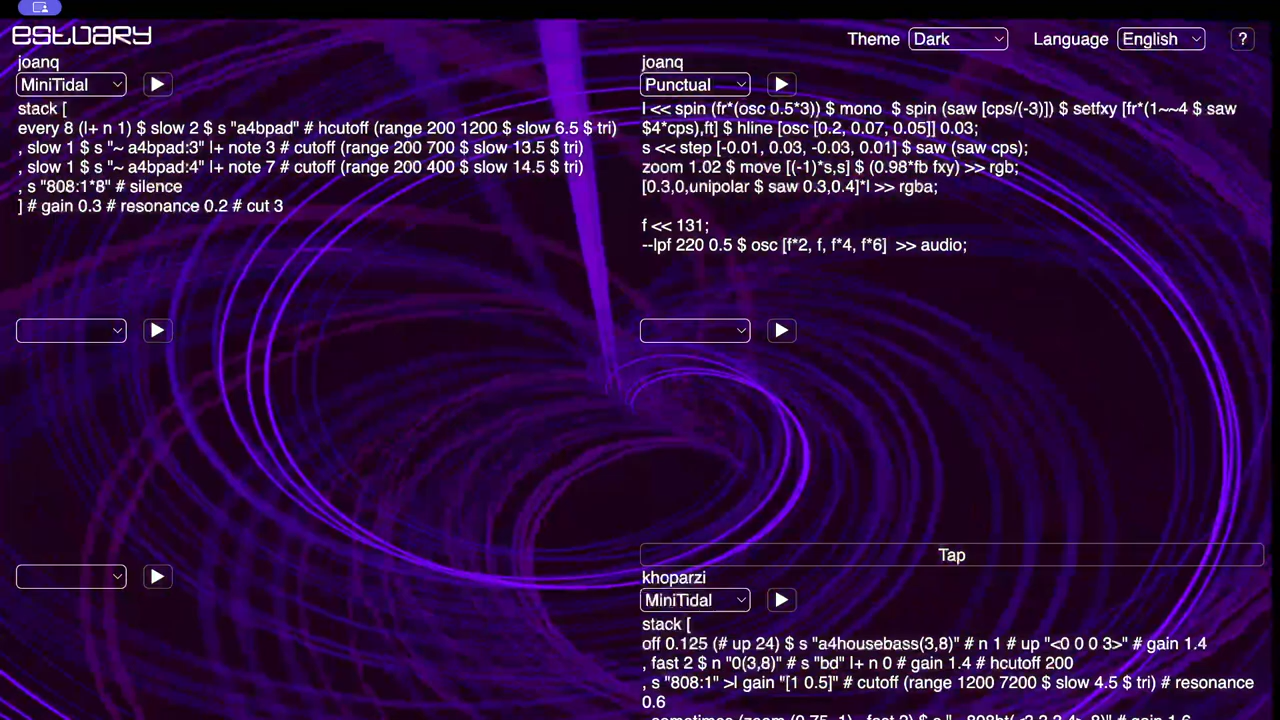 estuary
Theme Dark Language English ?
joanq
MiniTidal
stack [
every 8 (|+ n 1) $ slow 2 $ s "a4bpad" # hcutoff (range 200 1200 $ slow 6.5 $ tri)
, slow 1 $ s "~ a4bpad:3" |+ note 3 # cutoff (range 200 700 $ slow 13.5 $ tri)
, slow 1 $ s "~ a4bpad:4" |+ note 7 # cutoff (range 200 400 $ slow 14.5 $ tri)
, s "808:1*8" # silence
] # gain 0.3 # resonance 0.2 # cut 3
joanq
Punctual
l << spin (fr*(osc 0.5*3)) $ mono $ spin (saw [cps/(-3)]) $ setfxy [fr*(1~~4 $ saw
$4*cps),ft] $ hline [osc [0.2, 0.07, 0.05]] 0.03;
s << step [-0.01, 0.03, -0.03, 0.01] $ saw (saw cps);
zoom 1.02 $ move [(-1)*s,s] $ (0.98*fb fxy) >> rgb;
[0.3,0,unipolar $ saw 0.3,0.4]*l >> rgba;
f << 131;
--lpf 220 0.5 $ osc [f*2, f, f*4, f*6] >> audio;
Tap
khoparzi
MiniTidal
stack [
off 0.125 (# up 24) $ s "a4housebass(3,8)" # n 1 # up "<0 0 0 3>" # gain 1.4
, fast 2 $ n "0(3,8)" # s "bd" |+ n 0 # gain 1.4 # hcutoff 200
, s "808:1" >| gain "[1 0.5]" # cutoff (range 1200 7200 $ slow 4.5 $ tri) # resonance
0.6